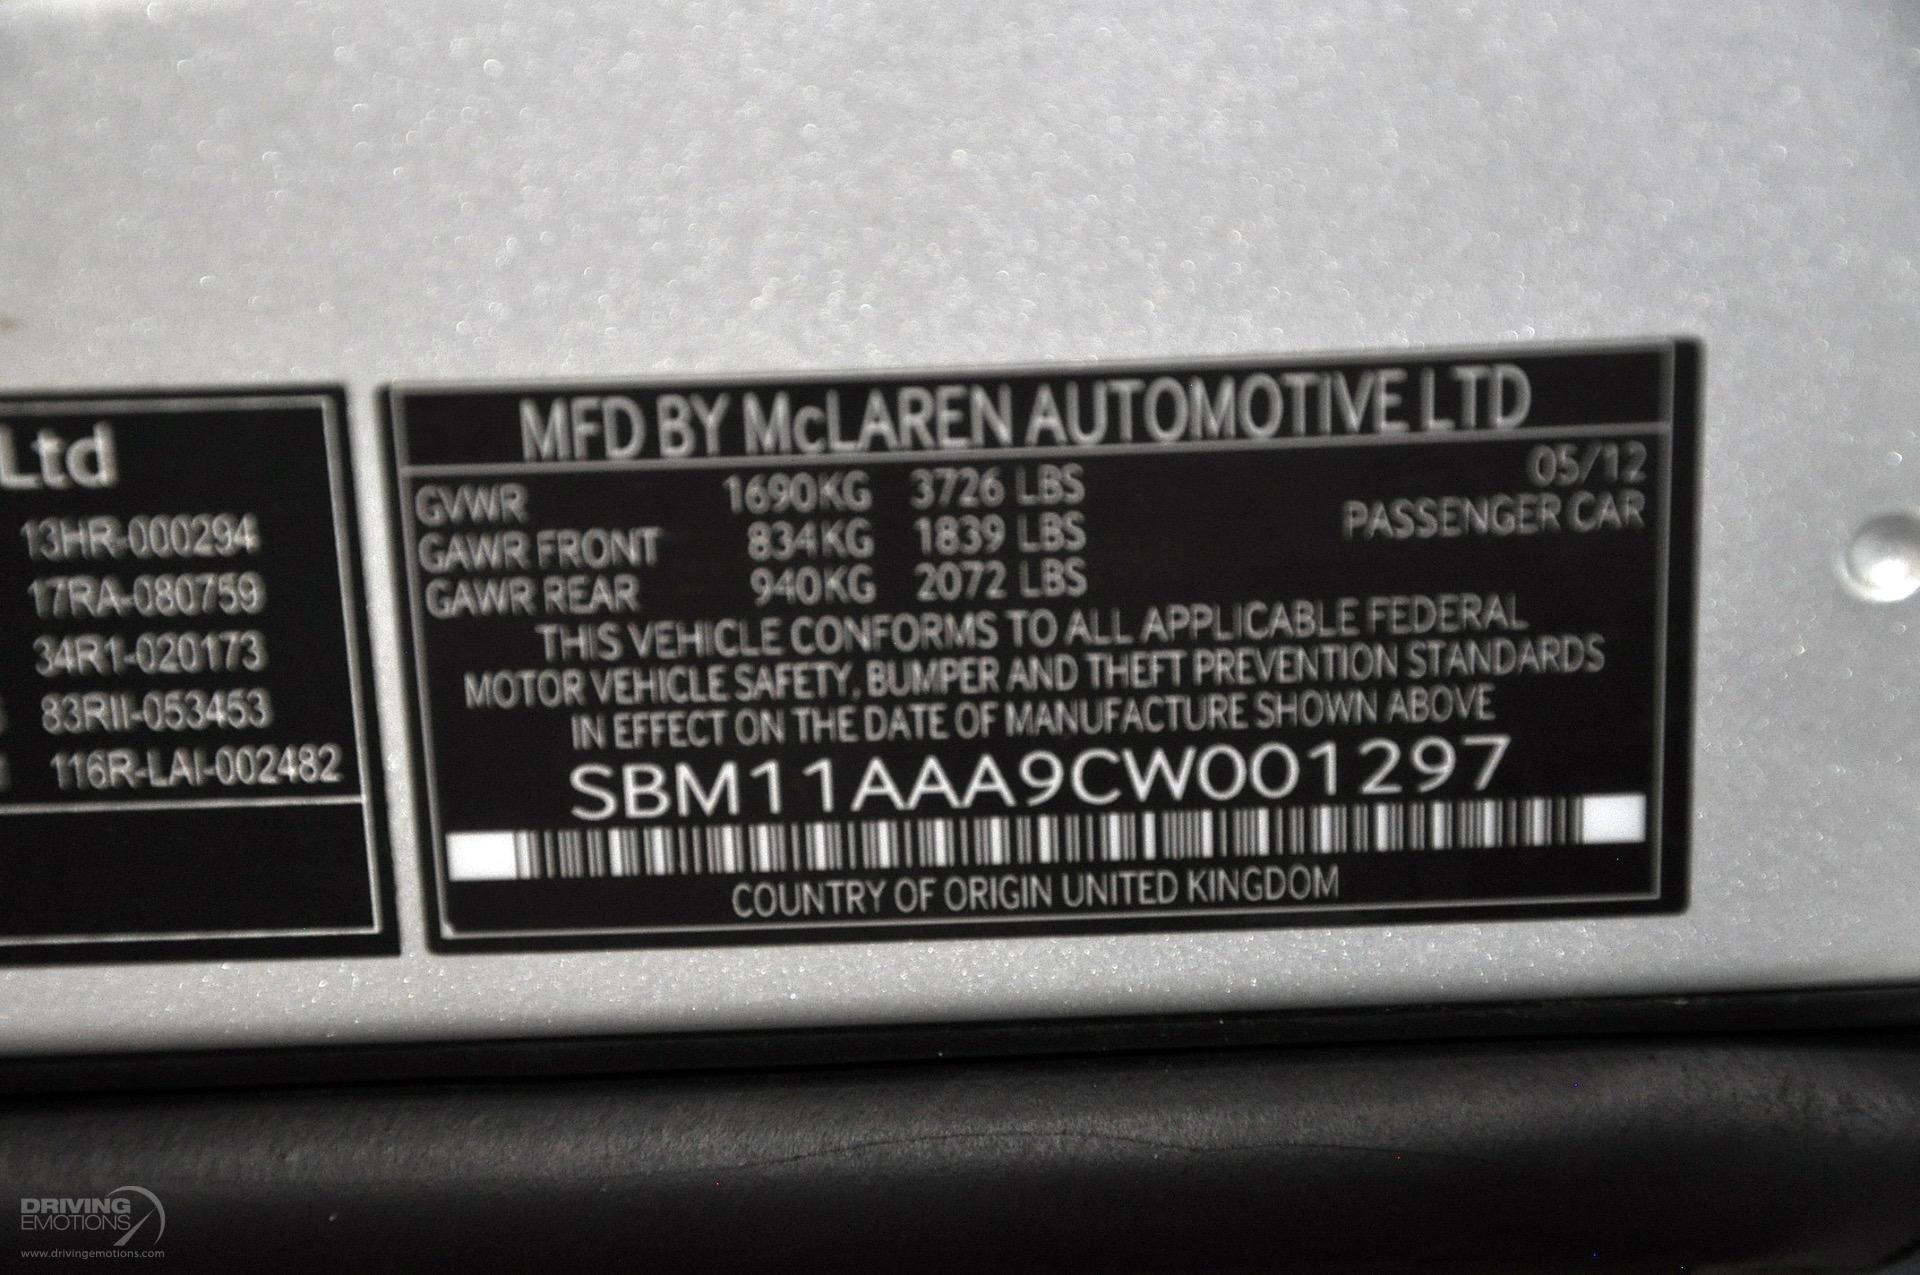 Ltd
13HR-000294
17RA-080759
34R1-020173
83RII-053453
116R-LAI-002482
MFD BY McLAREN AUTOMOTIVE LTD
05/12
GVWR 1690KG 3726 LBS
PASSENGER CAR
GAWR FRONT 834KG 1839 LBS
GAWR REAR 940KG 2072 LBS
THIS VEHICLE CONFORMS TO ALL APPLICABLE FEDERAL
MOTOR VEHICLE SAFETY, BUMPER AND THEFT PREVENTION STANDARDS
IN EFFECT ON THE DATE OF MANUFACTURE SHOWN ABOVE
SBM11AAA9CW001297
COUNTRY OF ORIGIN UNITED KINGDOM
DRIVING
EMOTIONS
www.drivingemotions.com